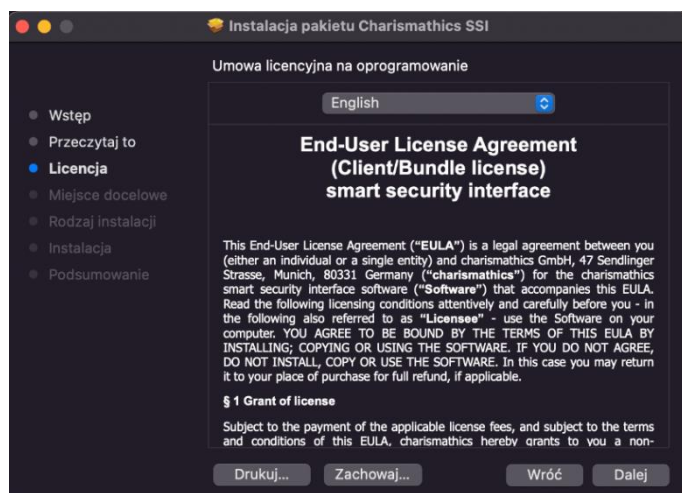 Instalacja pakietu Charismathics SSI
Umowa licencyjna na oprogramowanie
Wstęp
Przeczytaj to
Licencja
Miejsce docelowe
Rodzaj instalacji
Instalacja
Podsumowanie
English
End-User License Agreement
(Client/Bundle license)
smart security interface
This End-User License Agreement (“EULA”) is a legal agreement between you
(either an individual or a single entity) and charismathics GmbH, 47 Sendlinger
Strasse, Munich, 80331 Germany (“charismathics”) for the charismathics
smart security interface software (“Software”) that accompanies this EULA.
Read the following licensing conditions attentively and carefully before you - in
the following also referred to as “Licensee” - use the Software on your
computer. YOU AGREE TO BE BOUND BY THE TERMS OF THIS EULA BY
INSTALLING; COPYING OR USING THE SOFTWARE. IF YOU DO NOT AGREE,
DO NOT INSTALL, COPY OR USE THE SOFTWARE. In this case you may return
it to your place of purchase for full refund, if applicable.
§ 1 Grant of license
Subject to the payment of the applicable license fees, and subject to the terms
and conditions of this EULA, charismathics hereby grants to you a non-
Drukuj...
Zachowaj...
Wróć
Dalej